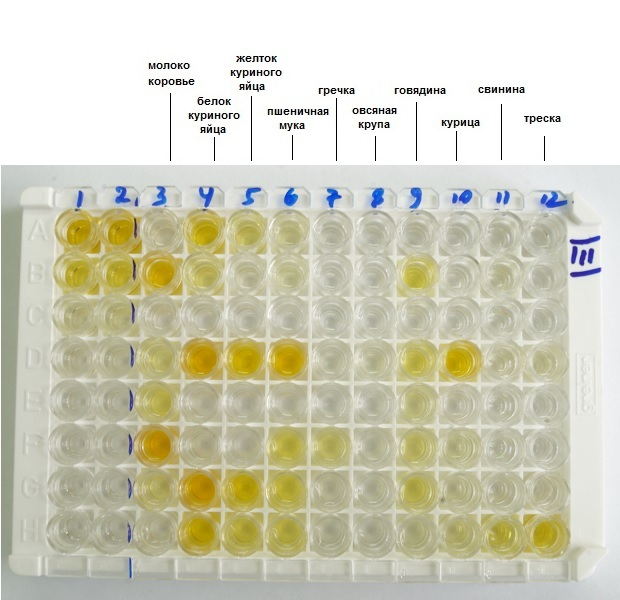 молоко
коровье
белок
куриного
яйца
желток
куриного
яйца
пшеничная
мука
гречка
овсяная
крупа
говядина
курица
свинина
треска
1 2 3 4 5 6 7 8 9 10 11 12
III
A
B
C
D
E
F
G
H